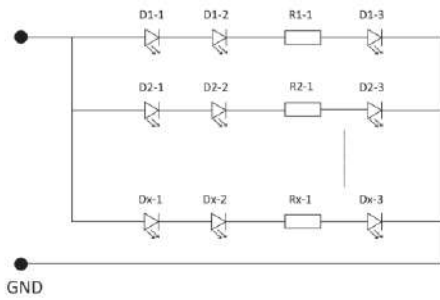 D1-1 D1-2 R1-1 D1-3
D2-1 D2-2 R2-1 D2-3
Dx-1 Dx-2 Rx-1 Dx-3
GND